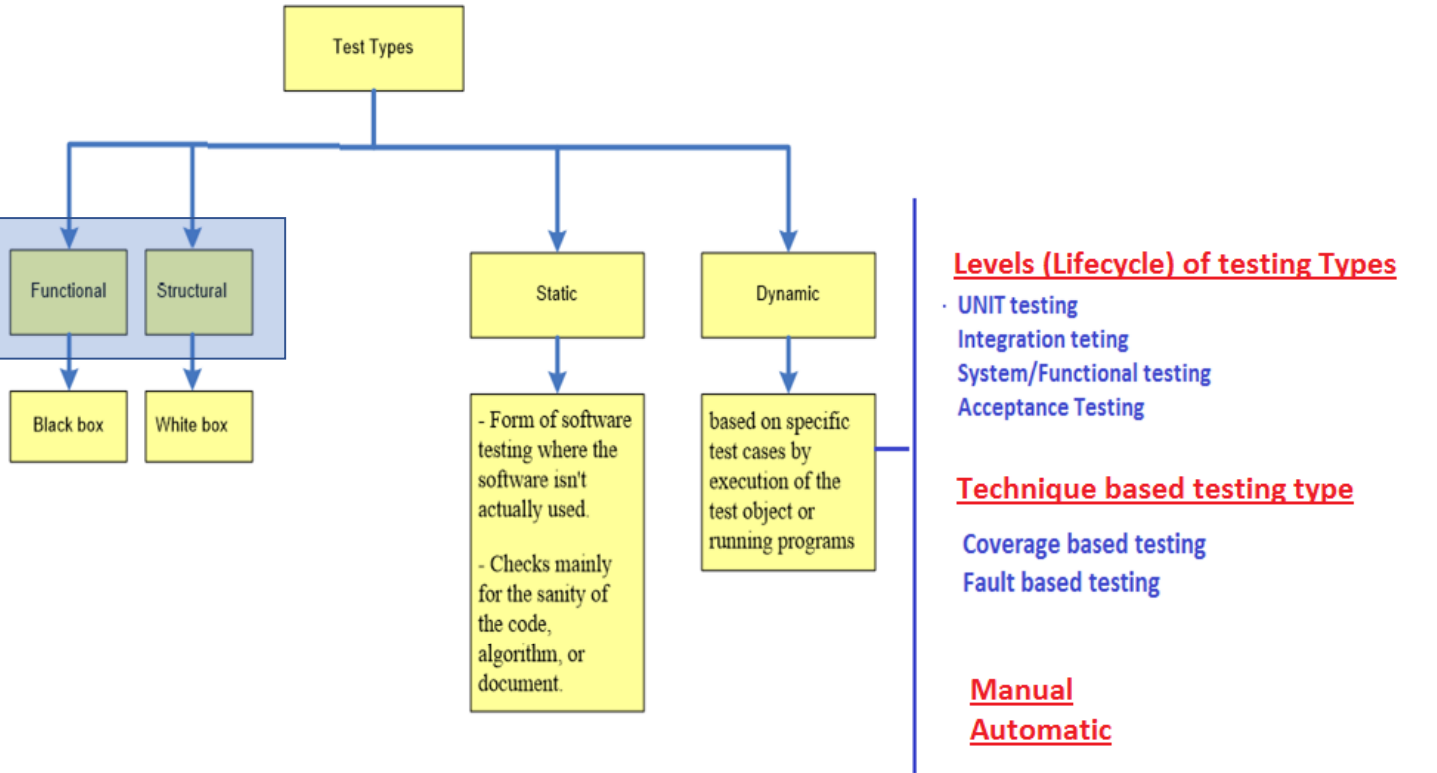 Test Types
Functional
Structural
Static
Dynamic
Black box
White box
- Form of software
testing where the
software isn't
actually used.
- Checks mainly
for the sanity of
the code,
algorithm, or
document.
based on specific
test cases by
execution of the
test object or
running programs
Levels (Lifecycle) of testing Types
· UNIT testing
Integration teting
System/Functional testing
Acceptance Testing
Technique based testing type
Coverage based testing
Fault based testing
Manual
Automatic